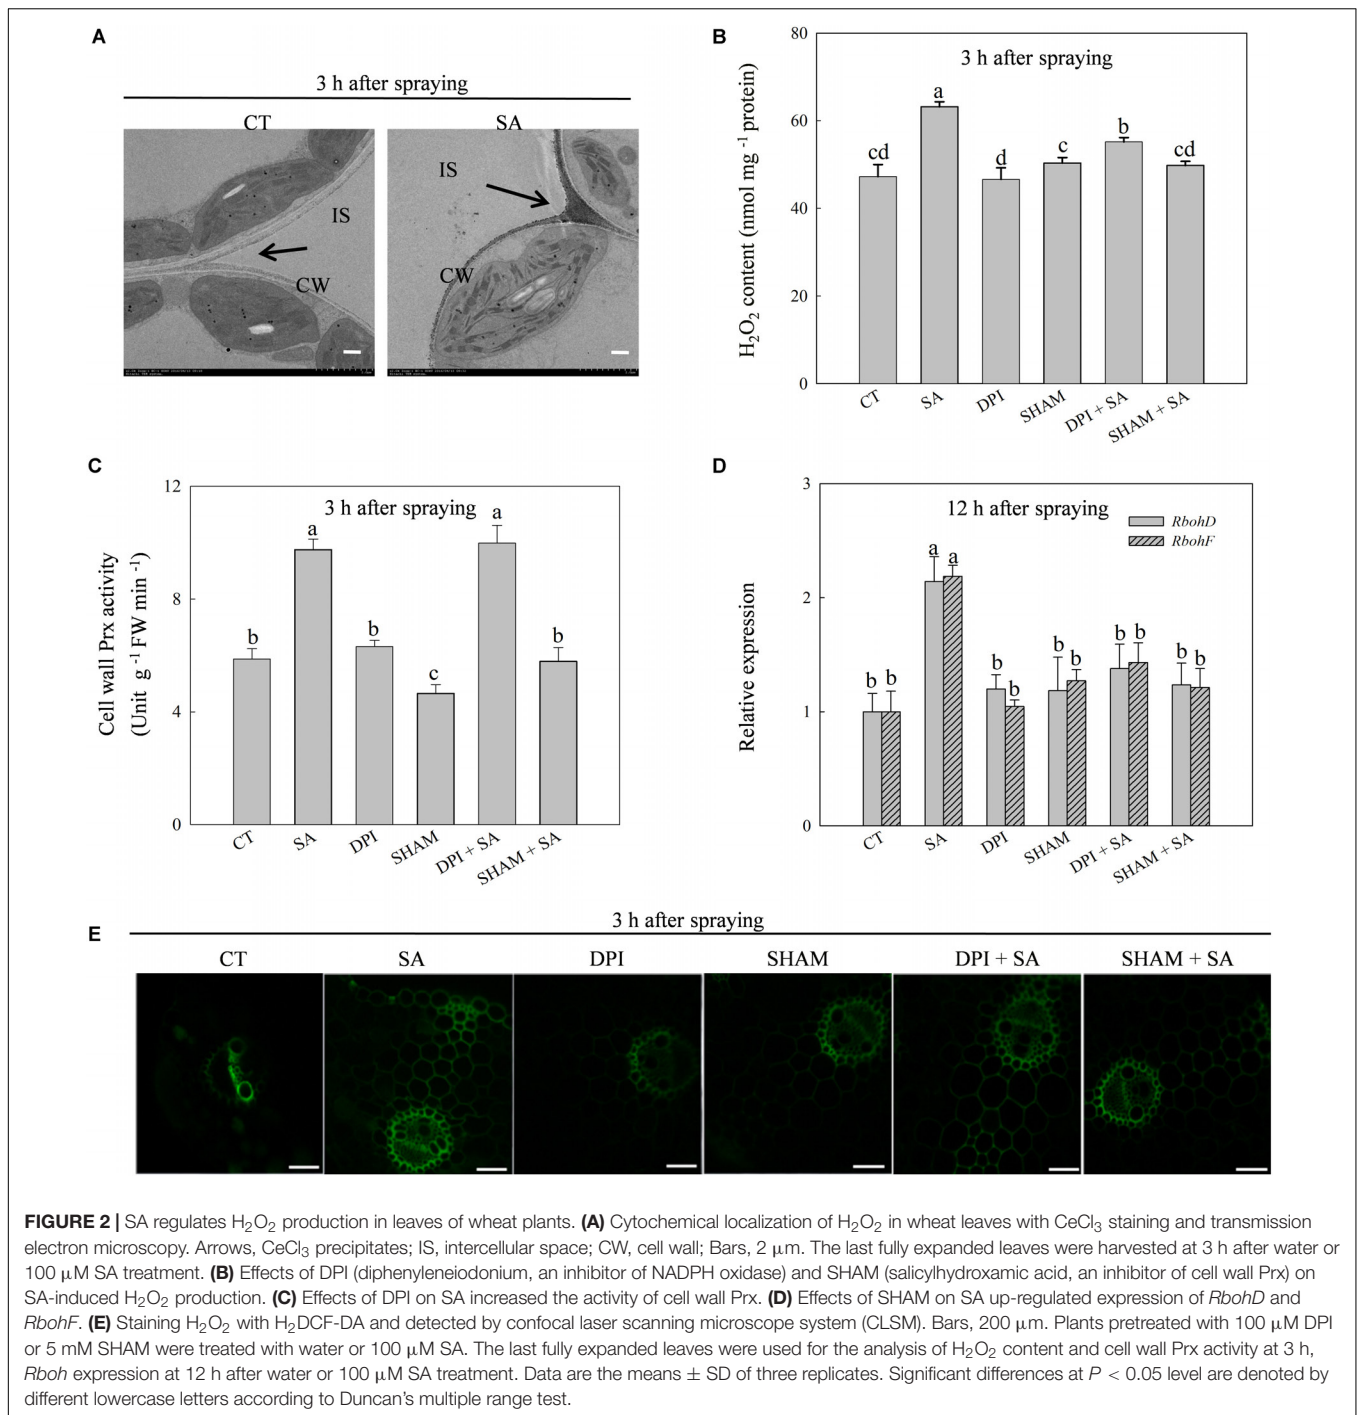 A
3 h after spraying
CT
SA
IS
CW
IS
CW
B
3 h after spraying
H₂O₂ content (nmol mg ⁻¹ protein)
80
60
40
20
0
cd
a
d
c
b
cd
CT
SA
DPI
SHAM
DPI + SA
SHAM + SA
C
3 h after spraying
Cell wall Prx activity
(Unit g ⁻¹ FW min ⁻¹)
12
8
4
0
b
a
b
c
a
b
CT
SA
DPI
SHAM
DPI + SA
SHAM + SA
D
12 h after spraying
RbohD
RbohF
Relative expression
3
2
1
0
b b
a a
b b
b b
b b
b b
CT
SA
DPI
SHAM
DPI + SA
SHAM + SA
E
3 h after spraying
CT SA DPI SHAM DPI + SA SHAM + SA
FIGURE 2 | SA regulates H₂O₂ production in leaves of wheat plants. (A) Cytochemical localization of H₂O₂ in wheat leaves with CeCl₃ staining and transmission
electron microscopy. Arrows, CeCl₃ precipitates; IS, intercellular space; CW, cell wall; Bars, 2 μm. The last fully expanded leaves were harvested at 3 h after water or
100 μM SA treatment. (B) Effects of DPI (diphenyleneiodonium, an inhibitor of NADPH oxidase) and SHAM (salicylhydroxamic acid, an inhibitor of cell wall Prx) on
SA-induced H₂O₂ production. (C) Effects of DPI on SA increased the activity of cell wall Prx. (D) Effects of SHAM on SA up-regulated expression of RbohD and
RbohF. (E) Staining H₂O₂ with H₂DCF-DA and detected by confocal laser scanning microscope system (CLSM). Bars, 200 μm. Plants pretreated with 100 μM DPI
or 5 mM SHAM were treated with water or 100 μM SA. The last fully expanded leaves were used for the analysis of H₂O₂ content and cell wall Prx activity at 3 h,
Rboh expression at 12 h after water or 100 μM SA treatment. Data are the means ± SD of three replicates. Significant differences at P < 0.05 level are denoted by
different lowercase letters according to Duncan's multiple range test.